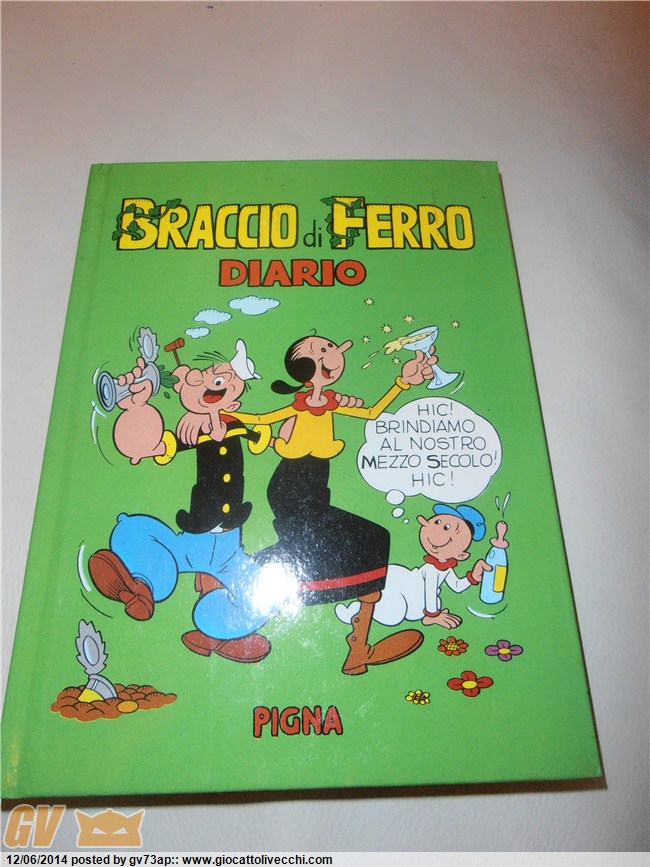 BRACCIO di FERRO
DIARIO
HIC!
BRINDIAMO
AL NOSTRO
MEZZO SECOLO!
HIC!
PIGNA
GV
12/06/2014 posted by gv73ap:: www.giocattolivecchi.com